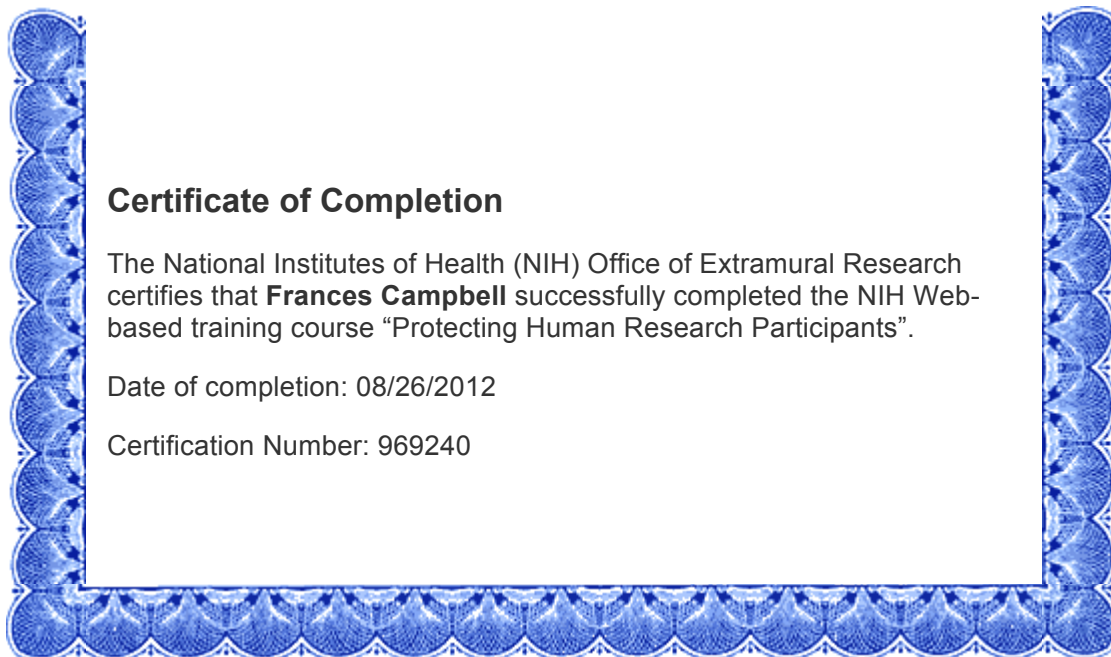 Certificate of Completion
The National Institutes of Health (NIH) Office of Extramural Research
certifies that Frances Campbell successfully completed the NIH Web-
based training course “Protecting Human Research Participants”.
Date of completion: 08/26/2012
Certification Number: 969240